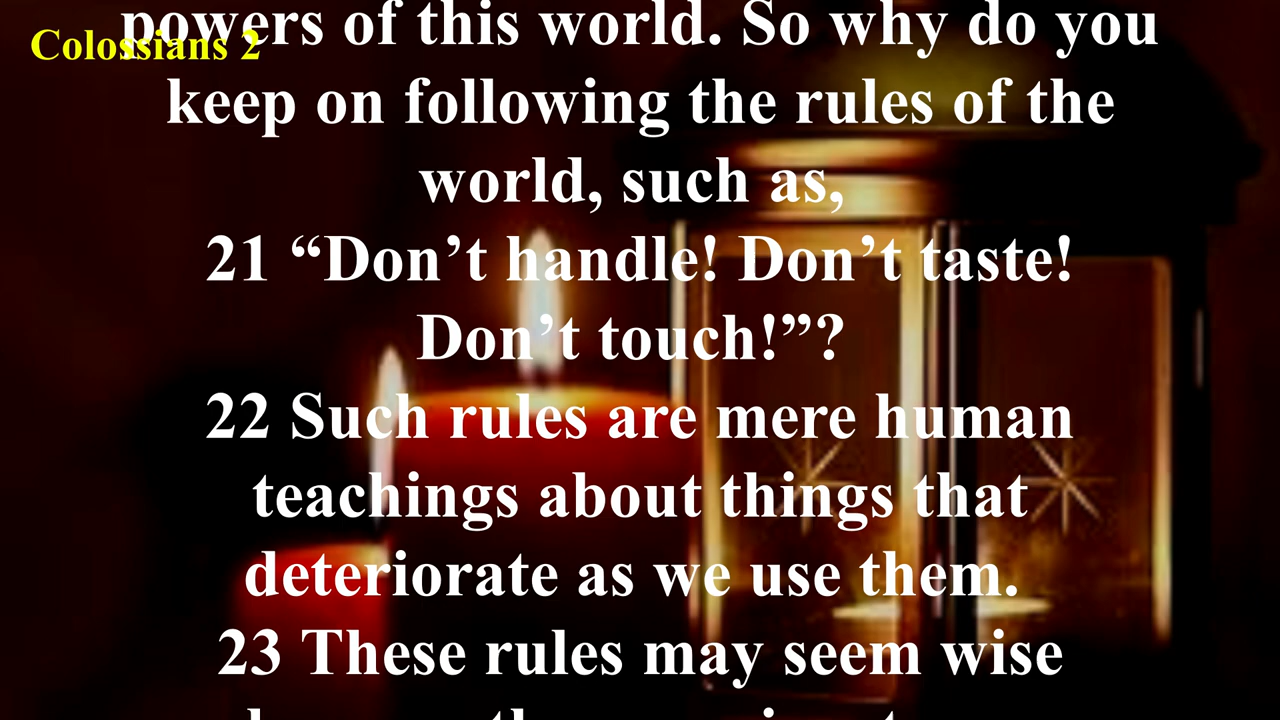 Colossians 2
powers of this world. So why do you
keep on following the rules of the
world, such as,
21 “Don’t handle! Don’t taste!
Don’t touch!”?
22 Such rules are mere human
teachings about things that
deteriorate as we use them.
23 These rules may seem wise